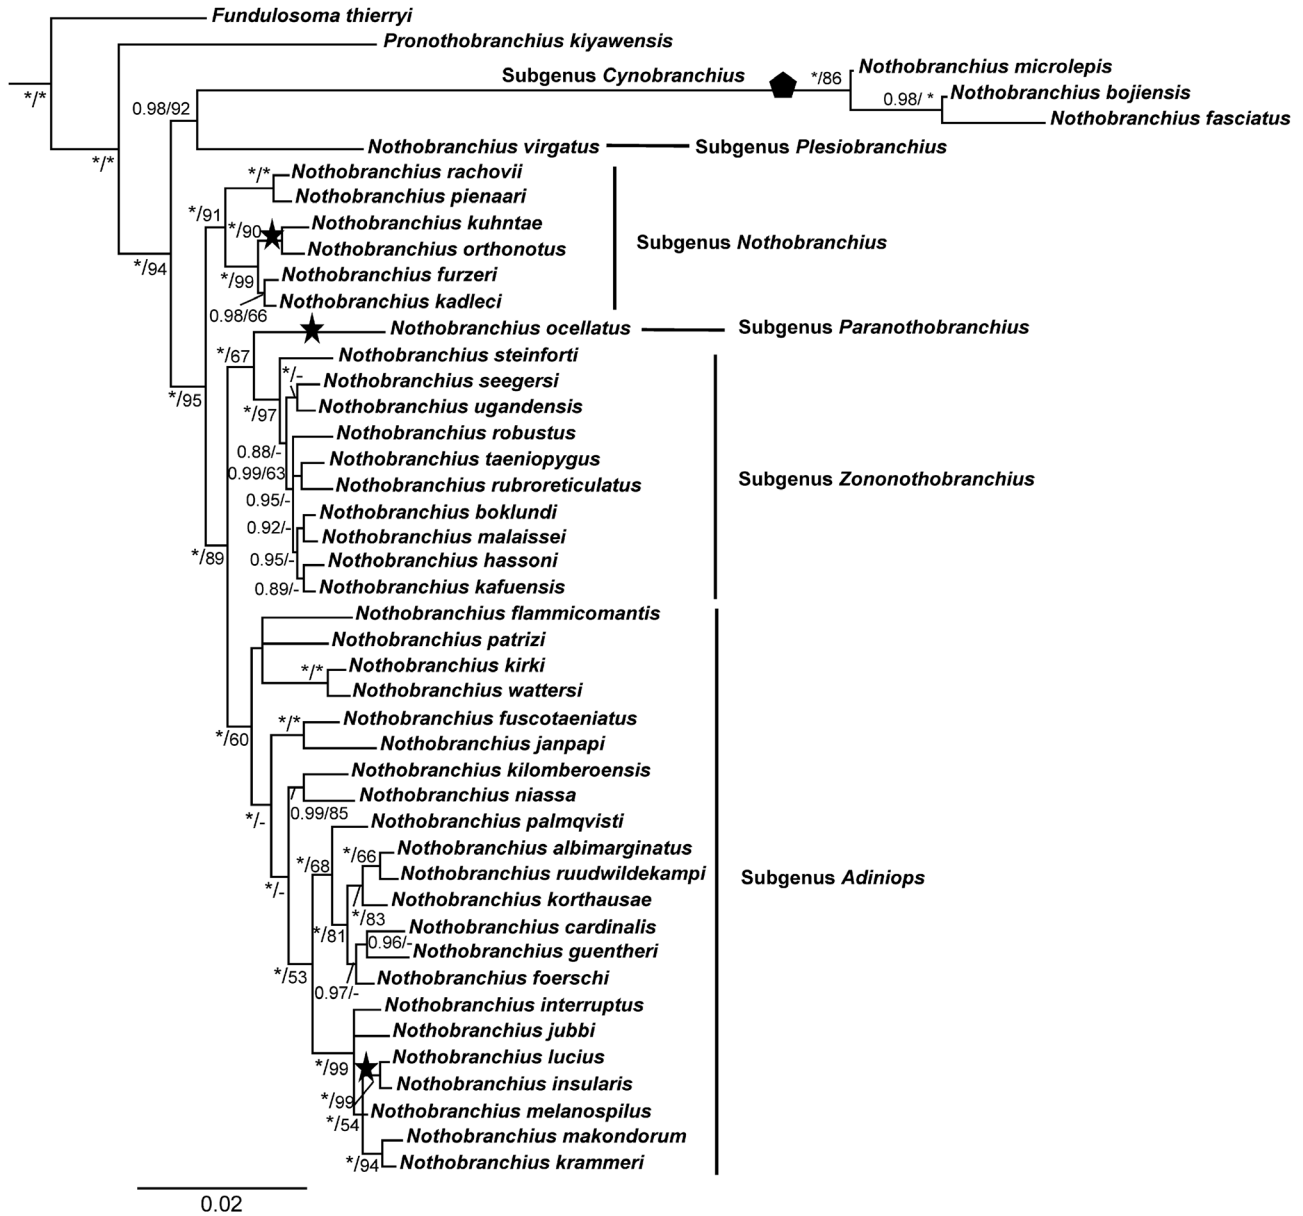 Fundulosoma thierryi
Pronothobranchius kiyawensis
*/*
Subgenus Cynobranchius
*/86
Nothobranchius microlepis
0.98/ *
Nothobranchius bojiensis
Nothobranchius fasciatus
0.98/92
Nothobranchius virgatus
Subgenus Plesiobranchius
*/*
*/*
Nothobranchius rachovii
Nothobranchius pienaari
*/91
*/90
Nothobranchius kuhntae
Subgenus Nothobranchius
Nothobranchius orthonotus
*/94
*/99
Nothobranchius furzeri
Nothobranchius kadleci
0.98/66
Nothobranchius ocellatus
Subgenus Paranothobranchius
*/67
Nothobranchius steinforti
*/-
Nothobranchius seegersi
*/95
*/97
Nothobranchius ugandensis
Nothobranchius robustus
0.88/-
Nothobranchius taeniopygus
0.99/63
Subgenus Zononothobranchius
Nothobranchius rubroreticulatus
0.95/-
Nothobranchius boklundi
0.92/-
Nothobranchius malaissei
*/89
0.95/-
Nothobranchius hassoni
0.89/-
Nothobranchius kafuensis
Nothobranchius flammicomantis
Nothobranchius patrizi
*/*
Nothobranchius kirki
Nothobranchius wattersi
*/*
Nothobranchius fuscotaeniatus
*/60
Nothobranchius janpapi
Nothobranchius kilomberoensis
Nothobranchius niassa
0.99/85
*/-
Nothobranchius palmqvisti
*/66
Nothobranchius albimarginatus
*/68
Nothobranchius ruudwildekampi
Subgenus Adiniops
*/-
Nothobranchius korthausae
*/83
Nothobranchius cardinalis
*/81
0.96/-
Nothobranchius guentheri
*/53
Nothobranchius foerschi
0.97/-
Nothobranchius interruptus
Nothobranchius jubbi
*/99
Nothobranchius lucius
Nothobranchius insularis
*/99
Nothobranchius melanospilus
*/54
Nothobranchius makondorum
*/94
Nothobranchius krammeri
0.02